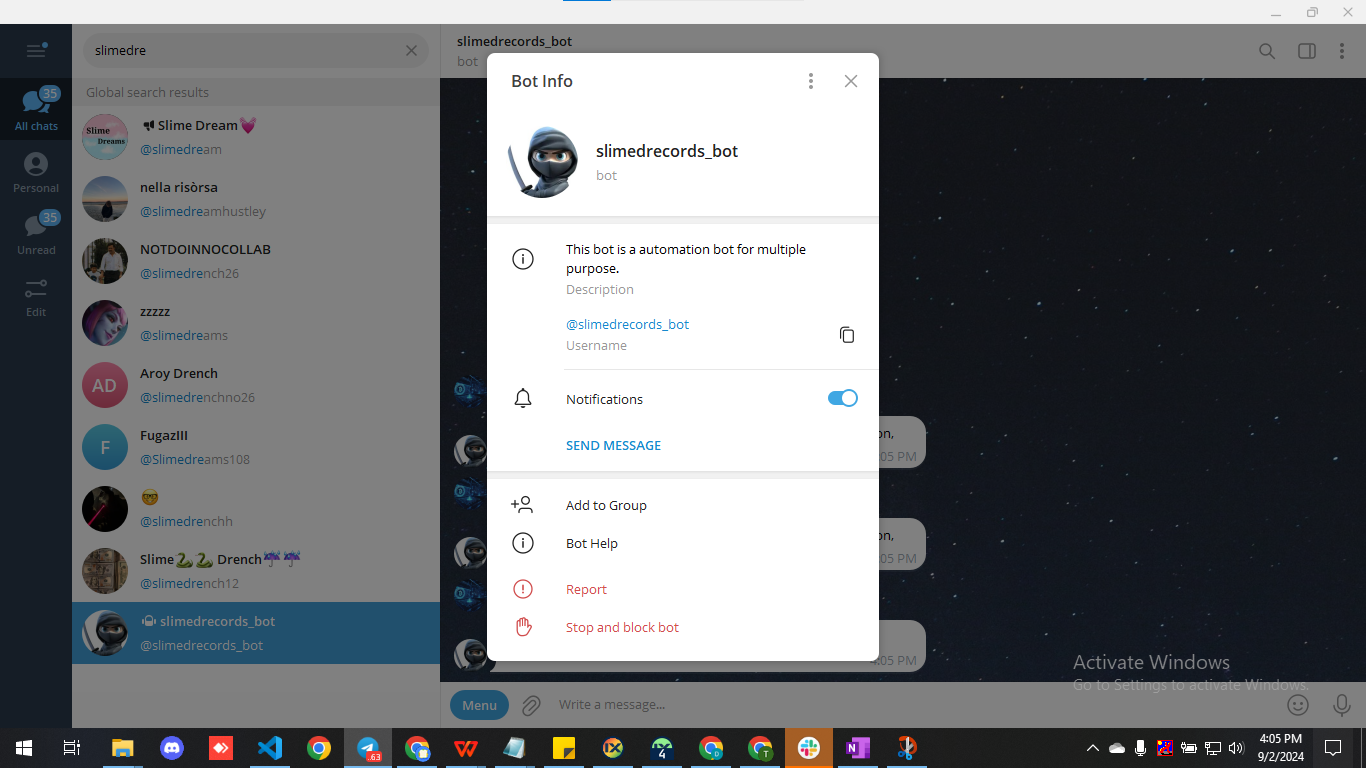 slimedre
Global search results
35
All chats
Personal
35
Unread
Edit
Slime Dreams
Slime Dream
@slimedream
nella risòrsa
@slimedreamhustley
NOTDOINNOCOLLAB
@slimedrench26
zzzzz
@slimedreams
AD
Aroy Drench
@slimedrenchno26
F
FugazIII
@Slimedreams108
🤓
@slimedrenchh
Slime🐍🐍 Drench☔☔
@slimedrench12
slimedrecords_bot
@slimedrecords_bot
slimedrecords_bot
bot
Bot Info
slimedrecords_bot
bot
This bot is a automation bot for multiple
purpose.
Description
@slimedrecords_bot
Username
Notifications
SEND MESSAGE
Add to Group
Bot Help
Report
Stop and block bot
on,
:05 PM
on,
:05 PM
4:05 PM
Activate Windows
Go to Settings to activate Windows.
Menu
Write a message...
.63
4
D
T
4:05 PM
9/2/2024